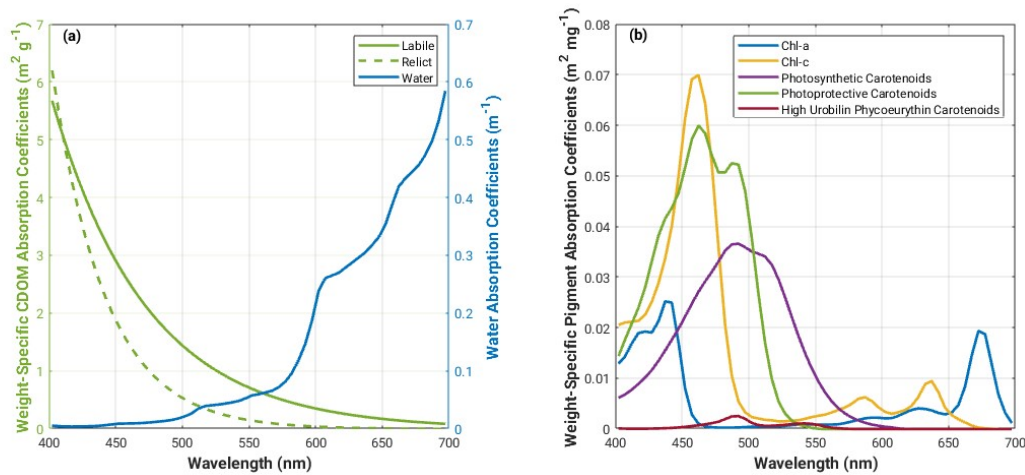 (a)
Labile
Relict
Water
Weight-Specific CDOM Absorption Coefficients (m² g⁻¹)
7
6
5
4
3
2
1
0
Water Absorption Coefficients (m⁻¹)
0.7
0.6
0.5
0.4
0.3
0.2
0.1
0
400 450 500 550 600 650 700
Wavelength (nm)
(b)
Chl-a
Chl-c
Photosynthetic Carotenoids
Photoprotective Carotenoids
High Urobilin Phycoeurythin Carotenoids
Weight-Specific Pigment Absorption Coefficients (m² mg⁻¹)
0.08
0.07
0.06
0.05
0.04
0.03
0.02
0.01
0
400 450 500 550 600 650 700
Wavelength (nm)